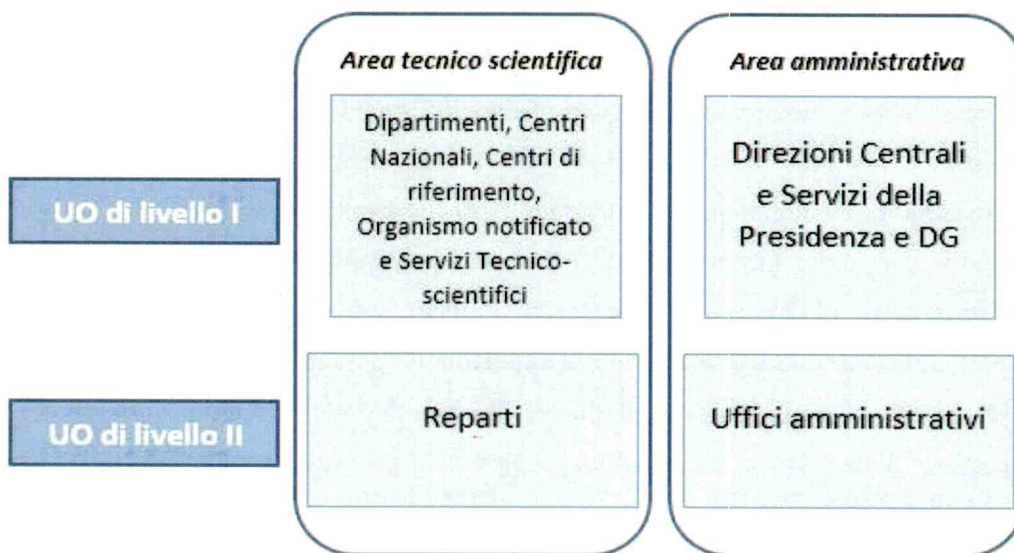 Area tecnico scientifica
Area amministrativa
UO di livello I
Dipartimenti, Centri
Nazionali, Centri di
riferimento,
Organismo notificato
e Servizi Tecnico-
scientifici
Direzioni Centrali
e Servizi della
Presidenza e DG
UO di livello II
Reparti
Uffici amministrativi